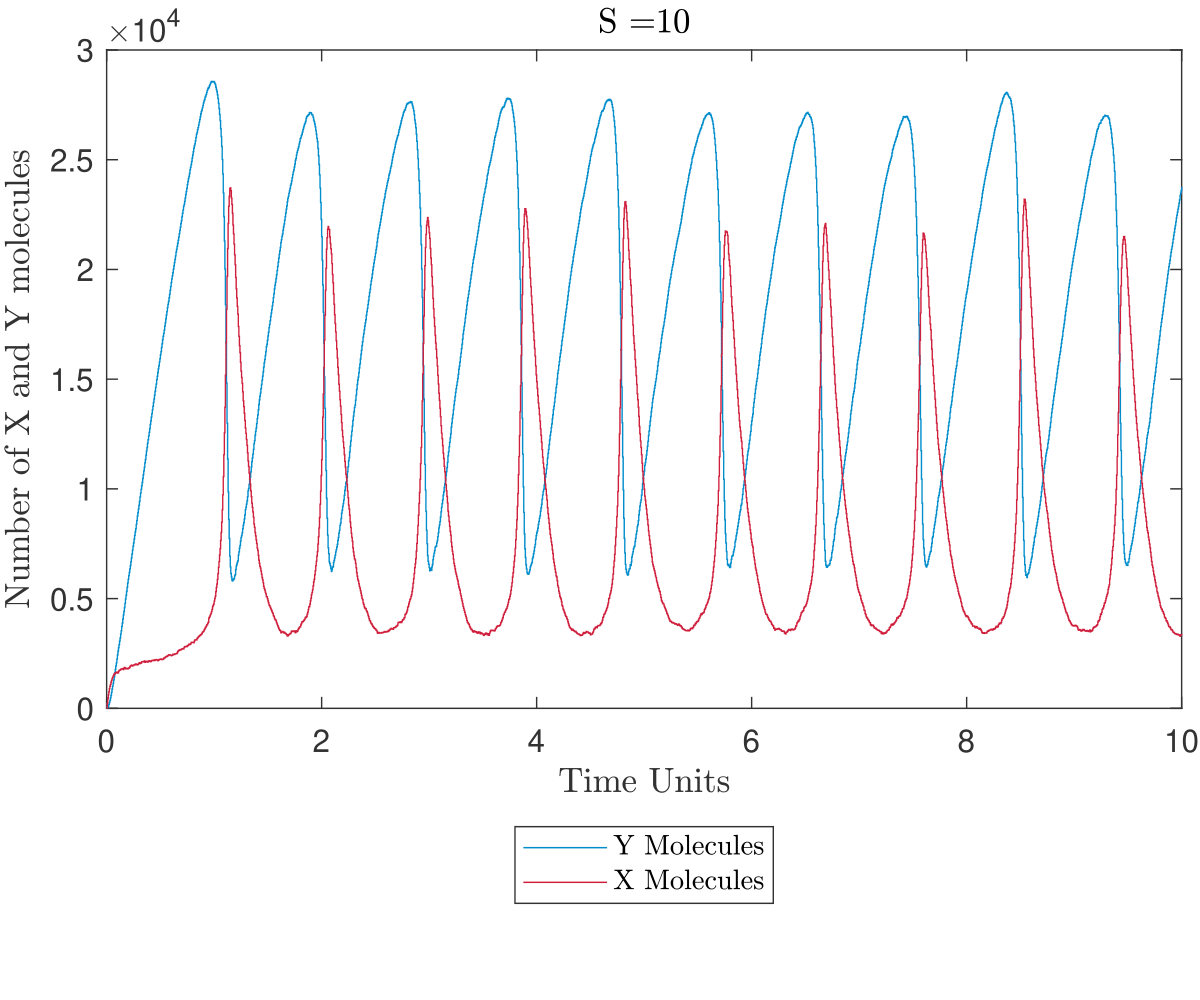 S =10
×10^4
3
2.5
2
1.5
1
0.5
0
Number of X and Y molecules
0 2 4 6 8 10
Time Units
Y Molecules
X Molecules